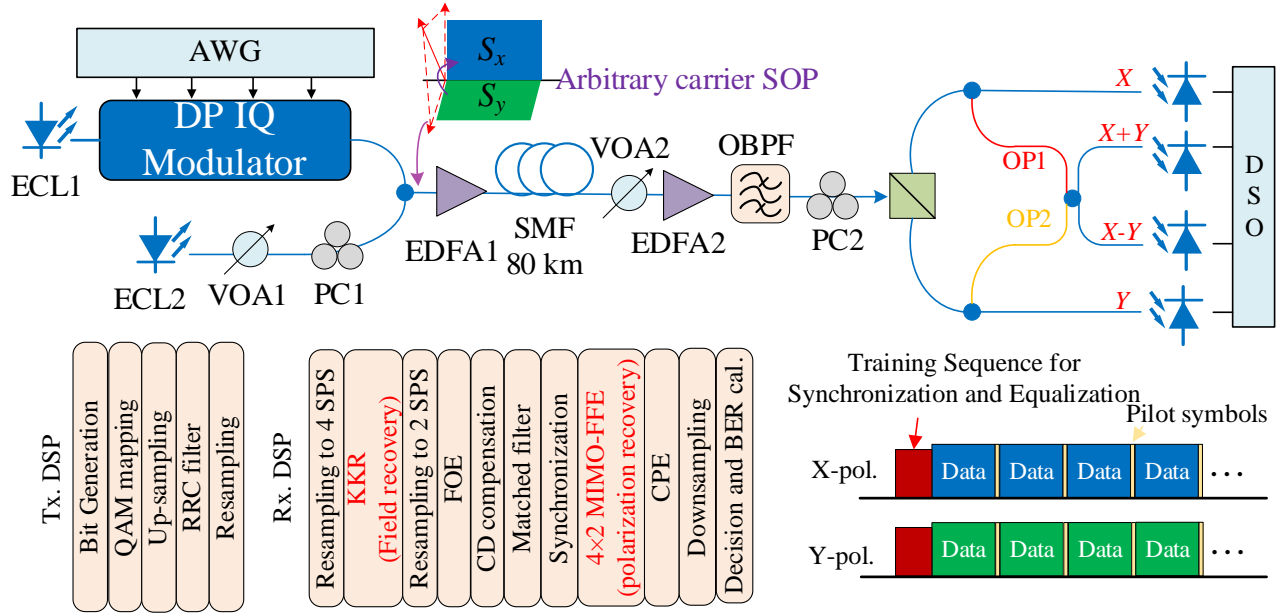 AWG
DP IQ
Modulator
ECL1
ECL2
VOA1
PC1
Sx
Sy
Arbitrary carrier SOP
EDFA1
SMF
80 km
VOA2
EDFA2
OBPF
PC2
OP1
OP2
X
X+Y
X-Y
Y
DSO
Tx. DSP
Bit Generation
QAM mapping
Up-sampling
RRC filter
Resampling
Rx. DSP
Resampling to 4 SPS
KKR
(Field recovery)
Resampling to 2 SPS
FOE
CD compensation
Matched filter
Synchronization
4×2 MIMO-FFE
(polarization recovery)
CPE
Downsampling
Decision and BER cal.
Training Sequence for
Synchronization and Equalization
Pilot symbols
X-pol.
Data Data Data Data ...
Y-pol.
Data Data Data Data ...